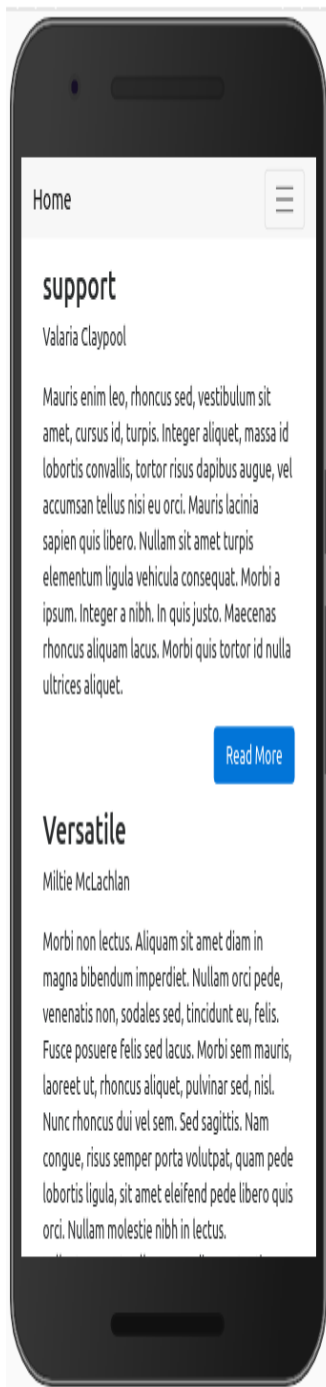 Home
support
Valaria Claypool
Mauris enim leo, rhoncus sed, vestibulum sit
amet, cursus id, turpis. Integer aliquet, massa id
lobortis convallis, tortor risus dapibus augue, vel
accumsan tellus nisi eu orci. Mauris lacinia
sapien quis libero. Nullam sit amet turpis
elementum ligula vehicula consequat. Morbi a
ipsum. Integer a nibh. In quis justo. Maecenas
rhoncus aliquam lacus. Morbi quis tortor id nulla
ultrices aliquet.
Read More
Versatile
Miltie McLachlan
Morbi non lectus. Aliquam sit amet diam in
magna bibendum imperdiet. Nullam orci pede,
venenatis non, sodales sed, tincidunt eu, felis.
Fusce posuere felis sed lacus. Morbi sem mauris,
laoreet ut, rhoncus aliquet, pulvinar sed, nisl.
Nunc rhoncus dui vel sem. Sed sagittis. Nam
congue, risus semper porta volutpat, quam pede
lobortis ligula, sit amet eleifend pede libero quis
orci. Nullam molestie nibh in lectus.